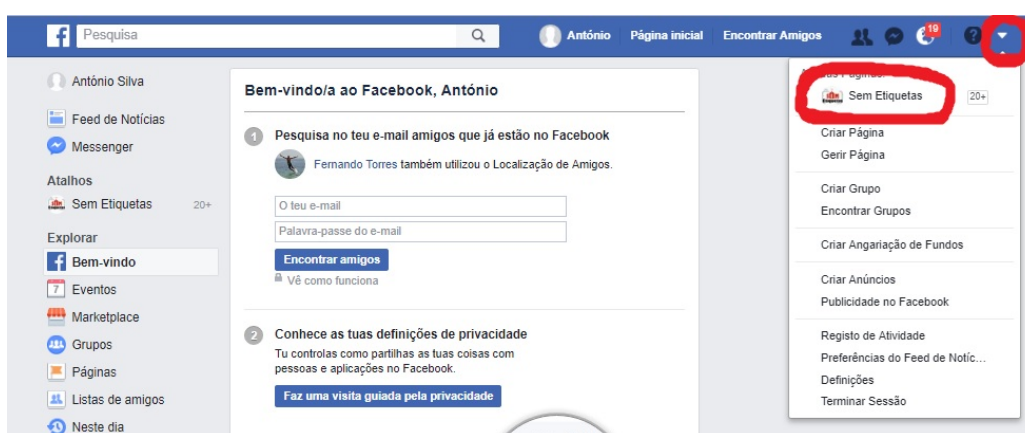 Pesquisa
António
Página inicial
Encontrar Amigos
19
António Silva
Feed de Notícias
Messenger
Atalhos
Sem Etiquetas 20+
Explorar
Bem-vindo
7 Eventos
Marketplace
Grupos
Páginas
Listas de amigos
Neste dia
Bem-vindo/a ao Facebook, António
1 Pesquisa no teu e-mail amigos que já estão no Facebook
Fernando Torres também utilizou o Localização de Amigos.
O teu e-mail
Palavra-passe do e-mail
Encontrar amigos
Vê como funciona
2 Conhece as tuas definições de privacidade
Tu controlas como partilhas as tuas coisas com
pessoas e aplicações no Facebook.
Faz uma visita guiada pela privacidade
Sem Etiquetas 20+
Criar Página
Gerir Página
Criar Grupo
Encontrar Grupos
Criar Angariação de Fundos
Criar Anúncios
Publicidade no Facebook
Registo de Atividade
Preferências do Feed de Notíc...
Definições
Terminar Sessão